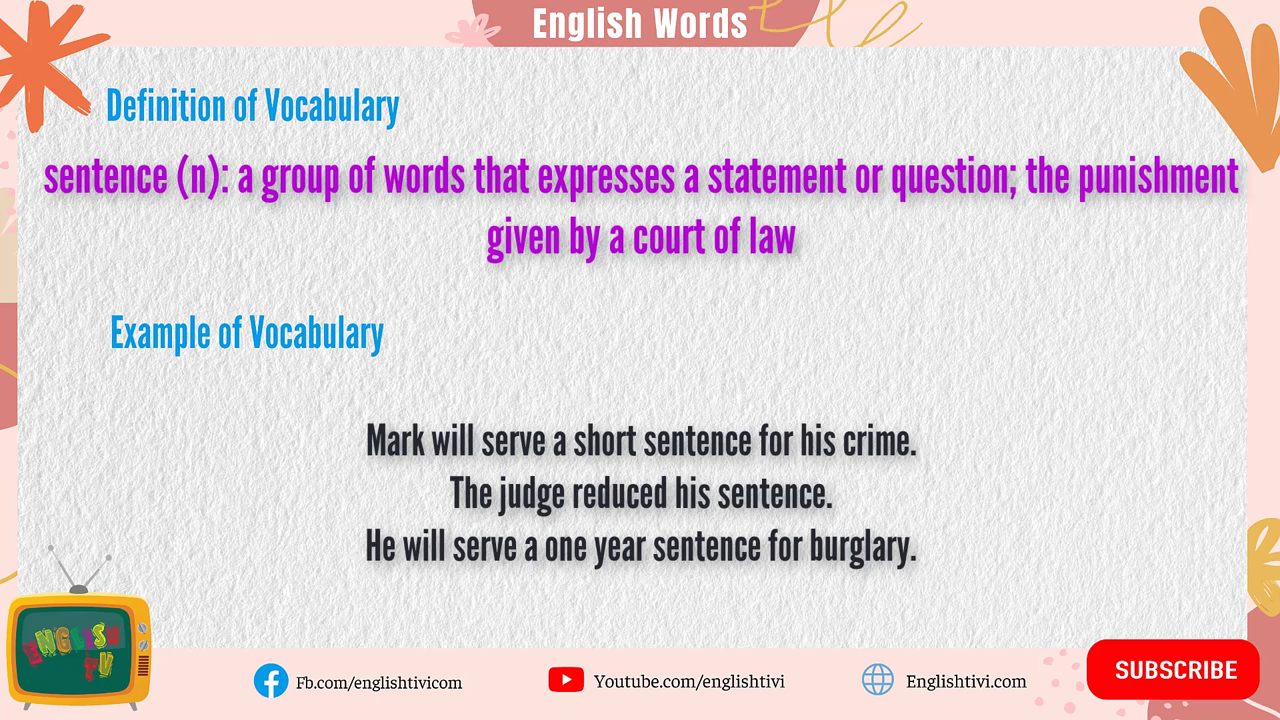 English Words
Definition of Vocabulary
sentence (n): a group of words that expresses a statement or question; the punishment
given by a court of law
Example of Vocabulary
Mark will serve a short sentence for his crime.
The judge reduced his sentence.
He will serve a one year sentence for burglary.
ENGLISH
TV
Fb.com/englishtivicom
Youtube.com/englishtivi
Englishtivi.com
SUBSCRIBE